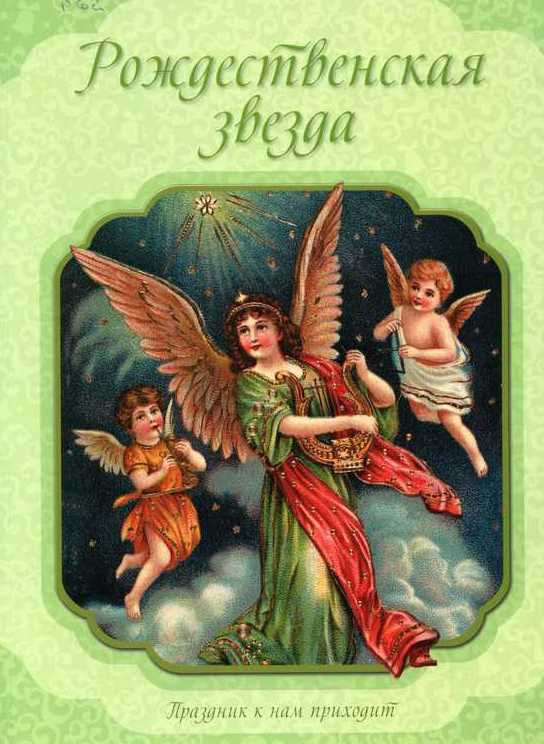 Рождественская
звезда
Праздник к нам приходит